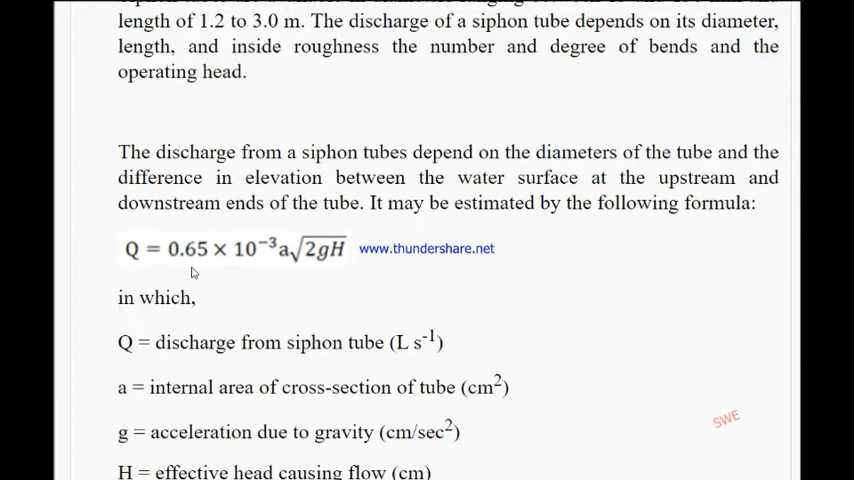 length of 1.2 to 3.0 m. The discharge of a siphon tube depends on its diameter,
length, and inside roughness the number and degree of bends and the
operating head.
The discharge from a siphon tubes depend on the diameters of the tube and the
difference in elevation between the water surface at the upstream and
downstream ends of the tube. It may be estimated by the following formula:
Q = 0.65 × 10⁻³a√2gH www.thundershare.net
in which,
Q = discharge from siphon tube (L s⁻¹)
a = internal area of cross-section of tube (cm²)
SWE
g = acceleration due to gravity (cm/sec²)
H = effective head causing flow (cm)